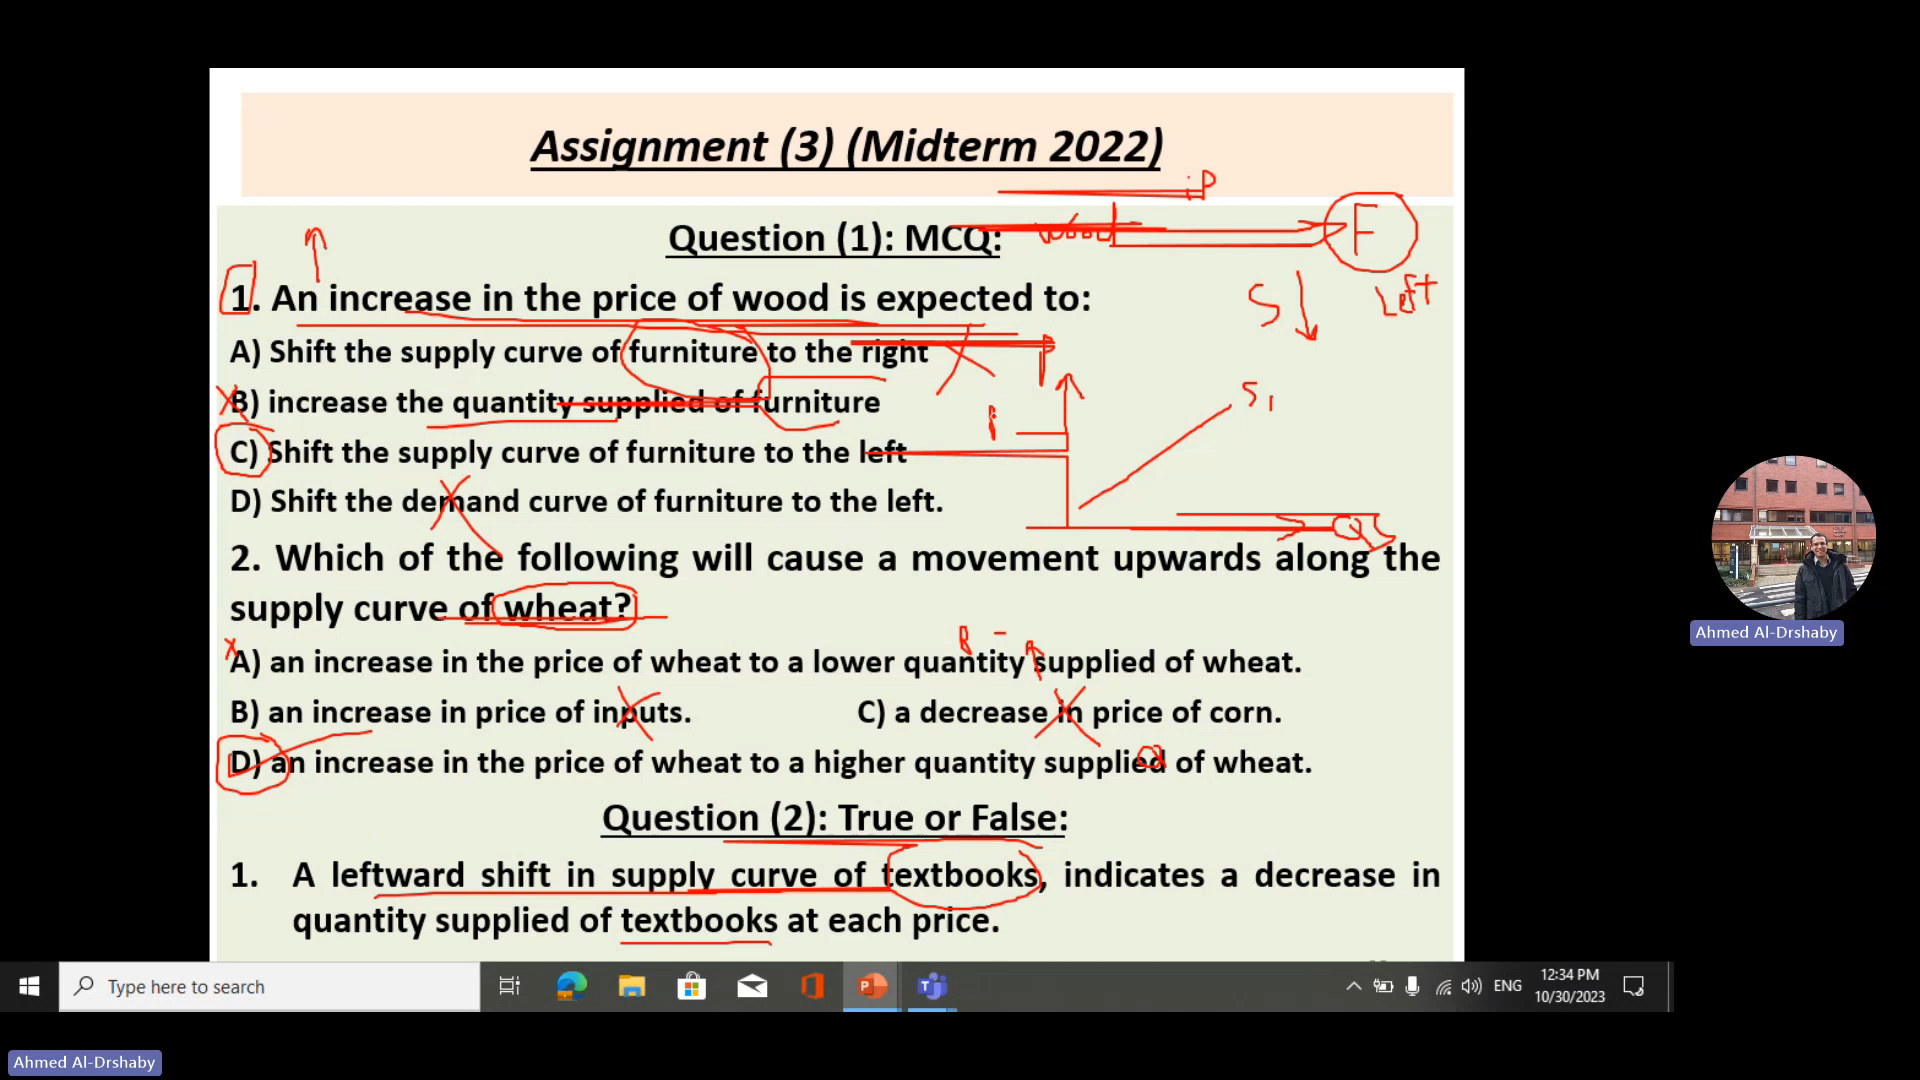 Assignment (3) (Midterm 2022)
iP
Question (1): MCQ:
wood
F
1. An increase in the price of wood is expected to:
S
Left
A) Shift the supply curve of furniture to the right
P
B) increase the quantity supplied of furniture
S1
C) Shift the supply curve of furniture to the left
D) Shift the demand curve of furniture to the left.
Qs
2. Which of the following will cause a movement upwards along the
supply curve of wheat?
A) an increase in the price of wheat to a lower quantity supplied of wheat.
B) an increase in price of inputs. C) a decrease in price of corn.
D) an increase in the price of wheat to a higher quantity supplied of wheat.
Question (2): True or False:
1. A leftward shift in supply curve of textbooks, indicates a decrease in
quantity supplied of textbooks at each price.
Ahmed Al-Drshaby
Type here to search
ENG
12:34 PM
10/30/2023
Ahmed Al-Drshaby